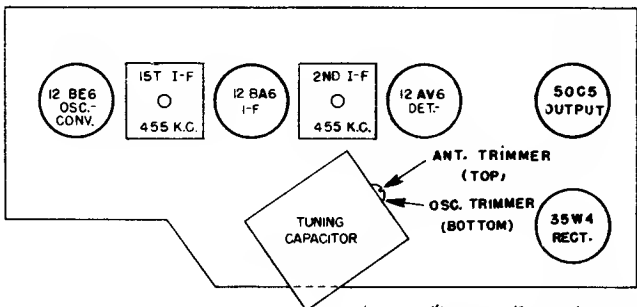 12 BE6
OSC.-
CONV.
1ST I-F
455 K.C.
12 BA6
I-F
2ND I-F
455 K.C.
12 AV6
DET.-
50C5
OUTPUT
ANT. TRIMMER
(TOP)
OSC. TRIMMER
(BOTTOM)
TUNING
CAPACITOR
35W4
RECT.